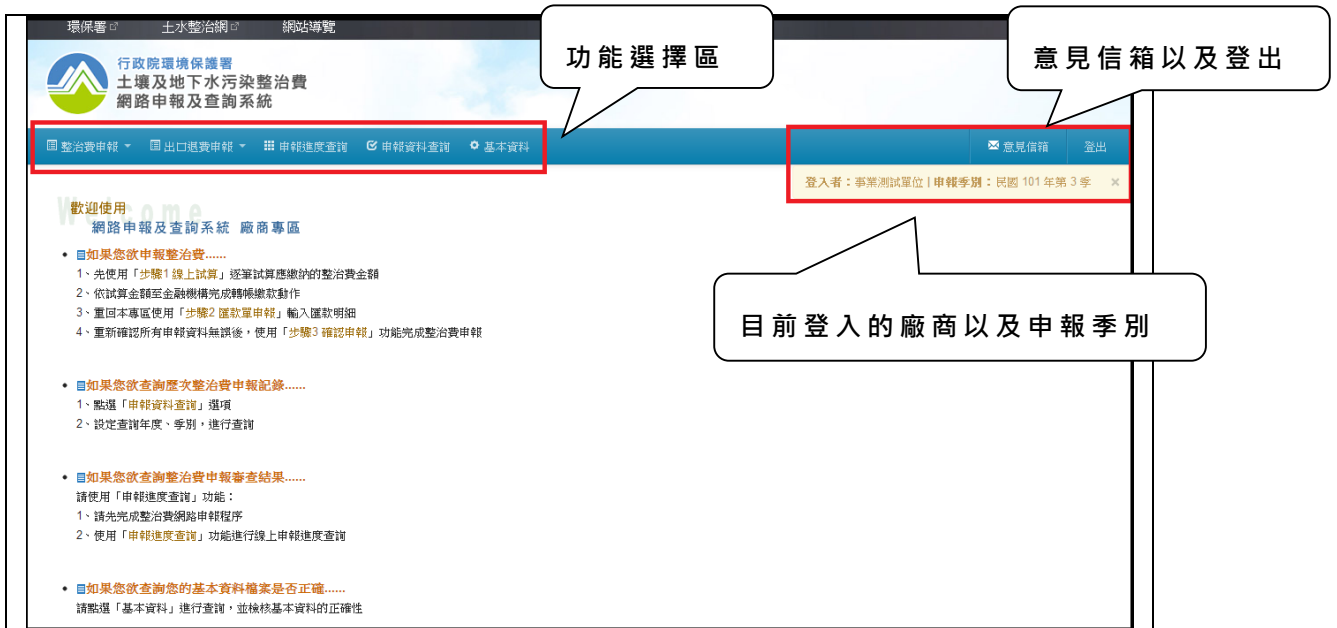 環保署 土水整治網 網站導覽
功能選擇區
意見信箱以及登出
行政院環境保護署
土壤及地下水污染整治費
網路申報及查詢系統
整治費申報 出口退費申報 申報進度查詢 申報資料查詢 基本資料 意見信箱 登出
登入者：事業測試單位 | 申報季別：民國 101 年第 3 季 ×
Welcome
歡迎使用
網路申報及查詢系統 廠商專區
目前登入的廠商以及申報季別
• 如果您欲申報整治費......
1、先使用「步驟1 線上試算」逐筆試算應繳納的整治費金額
2、依試算金額至金融機構完成轉帳繳款動作
3、重回本專區使用「步驟2 匯款單申報」輸入匯款明細
4、重新確認所有申報資料無誤後，使用「步驟3 確認申報」功能完成整治費申報
• 如果您欲查詢歷次整治費申報記錄......
1、點選「申報資料查詢」選項
2、設定查詢年度、季別，進行查詢
• 如果您欲查詢整治費申報審查結果......
請使用「申報進度查詢」功能：
1、請先完成整治費網路申報程序
2、使用「申報進度查詢」功能進行線上申報進度查詢
• 如果您欲查詢您的基本資料檔案是否正確......
請點選「基本資料」進行查詢，並檢核基本資料的正確性